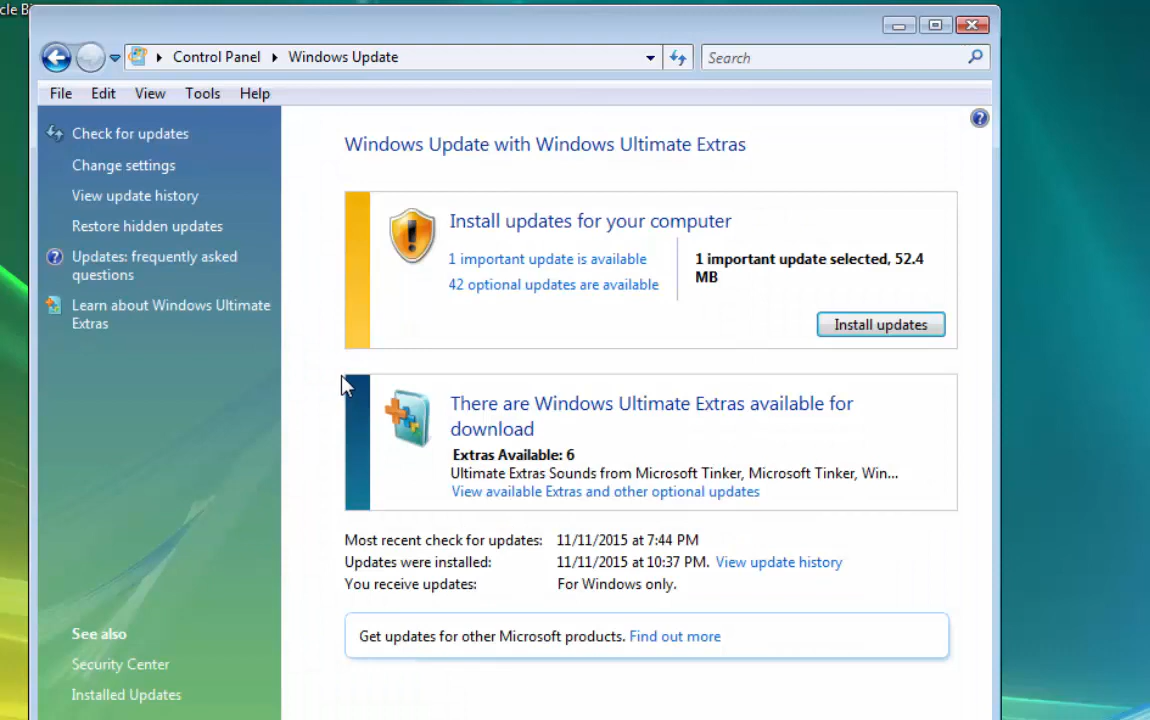 cle Bi
Control Panel Windows Update
Search
File Edit View Tools Help
Check for updates
Change settings
View update history
Restore hidden updates
Updates: frequently asked
questions
Learn about Windows Ultimate
Extras
See also
Security Center
Installed Updates
Windows Update with Windows Ultimate Extras
Install updates for your computer
1 important update is available
42 optional updates are available
1 important update selected, 52.4
MB
Install updates
There are Windows Ultimate Extras available for
download
Extras Available: 6
Ultimate Extras Sounds from Microsoft Tinker, Microsoft Tinker, Win...
View available Extras and other optional updates
Most recent check for updates: 11/11/2015 at 7:44 PM
Updates were installed: 11/11/2015 at 10:37 PM. View update history
You receive updates: For Windows only.
Get updates for other Microsoft products. Find out more